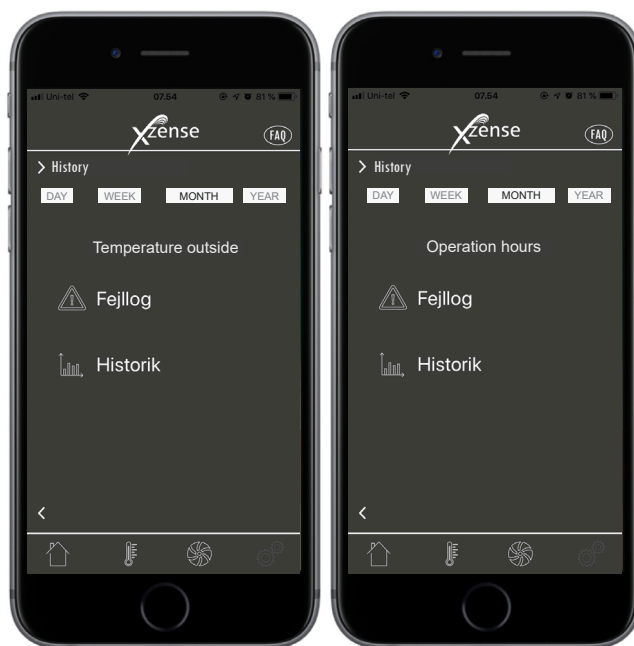 Uni-tel 07.54 81 %
Xzense
FAQ
History
DAY WEEK MONTH YEAR
Temperature outside
Fejllog
Historik
Uni-tel 07.54 81 %
Xzense
FAQ
History
DAY WEEK MONTH YEAR
Operation hours
Fejllog
Historik